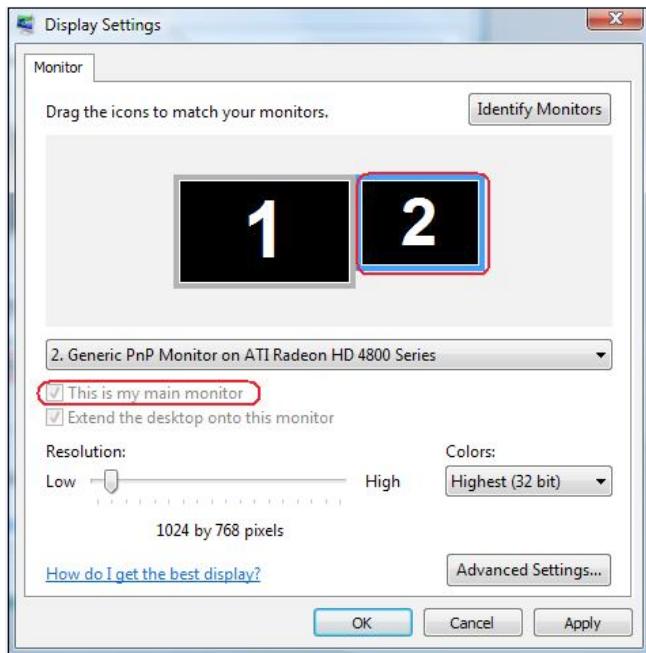 Display Settings
Monitor
Drag the icons to match your monitors.
Identify Monitors
1
2
2. Generic PnP Monitor on ATI Radeon HD 4800 Series
This is my main monitor
Extend the desktop onto this monitor
Resolution:
Colors:
Low
High
Highest (32 bit)
1024 by 768 pixels
How do I get the best display?
Advanced Settings...
OK
Cancel
Apply